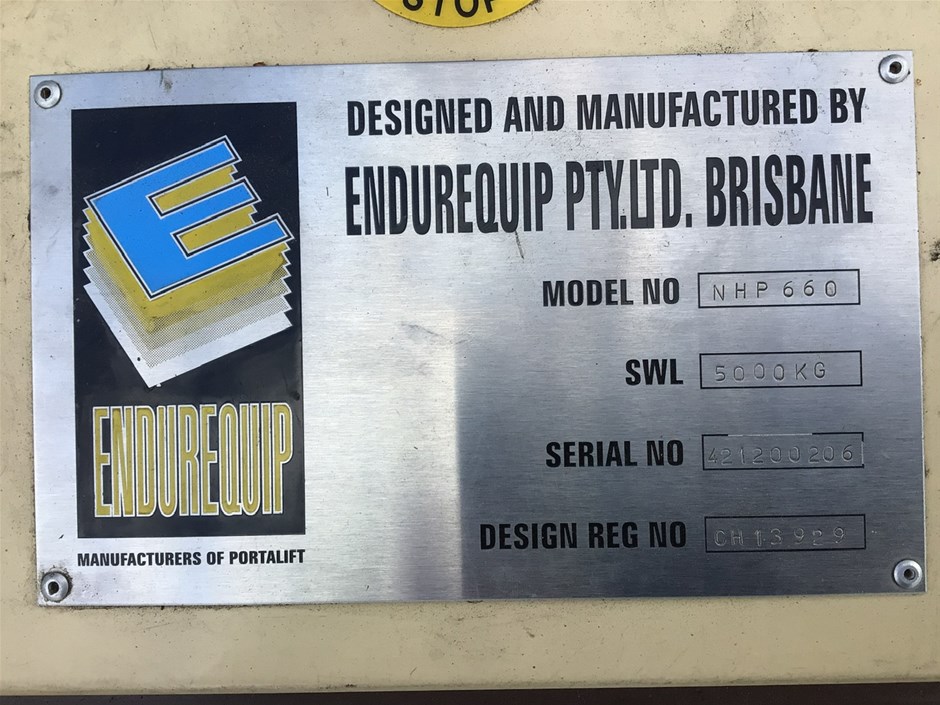 STOP
DESIGNED AND MANUFACTURED BY
ENDUREQUIP PTY.LTD. BRISBANE
MODEL NO NHP 660
SWL 5000KG
SERIAL NO 421200206
DESIGN REG NO
E
ENDUREQUIP
MANUFACTURERS OF PORTALIFT